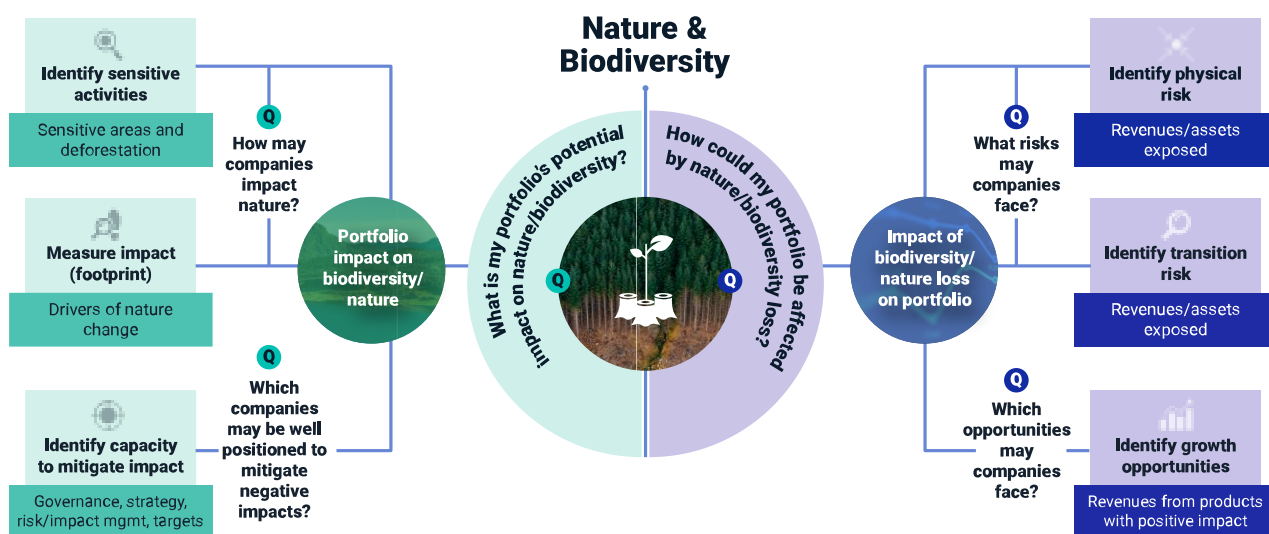 Nature &
Biodiversity
Identify sensitive
activities
Sensitive areas and
deforestation
Q
How may
companies
impact
nature?
Measure impact
(footprint)
Drivers of nature
change
Portfolio
impact on
biodiversity/
nature
Q
Which
companies
may be well
positioned to
mitigate
negative
impacts?
Identify capacity
to mitigate impact
Governance, strategy,
risk/impact mgmt, targets
What is my portfolio's potential
impact on nature/biodiversity?
Q
How could my portfolio be affected
by nature/biodiversity loss?
Q
Impact of
biodiversity/
nature loss
on portfolio
Q
What risks
may
companies
face?
Identify physical
risk
Revenues/assets
exposed
Identify transition
risk
Revenues/assets
exposed
Q
Which
opportunities
may
companies
face?
Identify growth
opportunities
Revenues from products
with positive impact